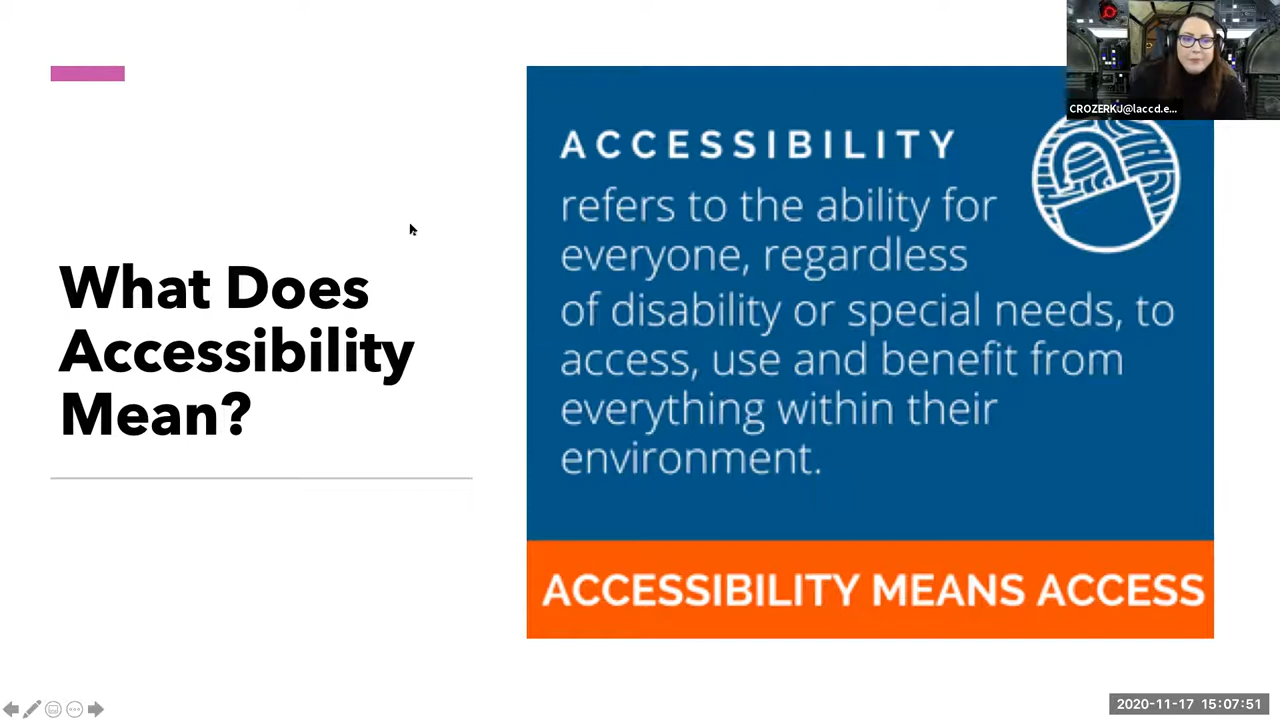 CROZERKJ@laccd.e...
What Does
Accessibility
Mean?
ACCESSIBILITY
refers to the ability for
everyone, regardless
of disability or special needs, to
access, use and benefit from
everything within their
environment.
ACCESSIBILITY MEANS ACCESS
2020-11-17 15:07:51